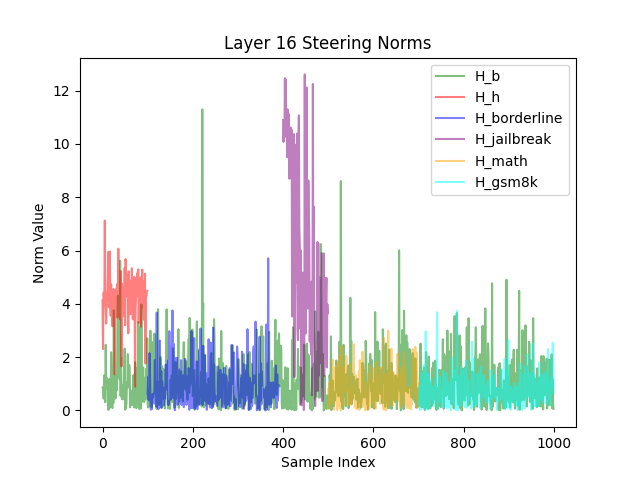 Layer 16 Steering Norms
Norm Value
12
10
8
6
4
2
0
0
200
400
600
800
1000
Sample Index
H_b
H_h
H_borderline
H_jailbreak
H_math
H_gsm8k